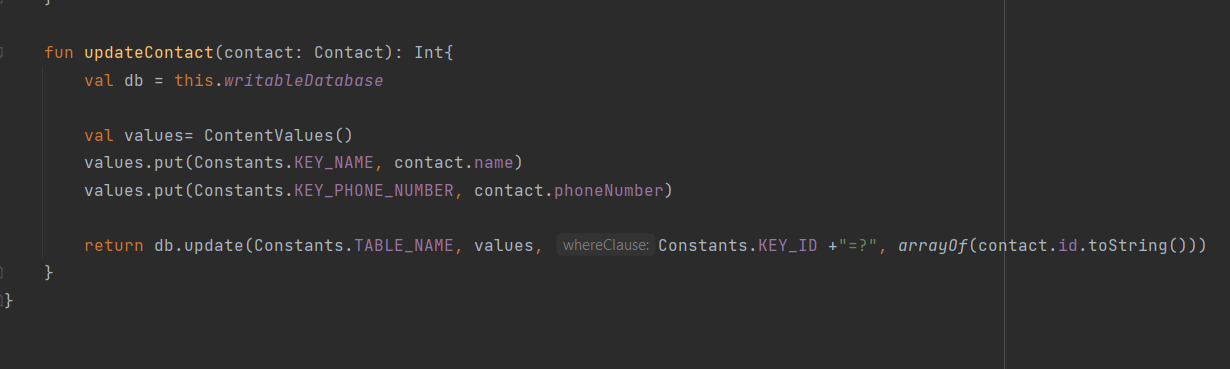 }
fun updateContact(contact: Contact): Int{
val db = this.writableDatabase
val values= ContentValues()
values.put(Constants.KEY_NAME, contact.name)
values.put(Constants.KEY_PHONE_NUMBER, contact.phoneNumber)
return db.update(Constants.TABLE_NAME, values, whereClause: Constants.KEY_ID +"=?", arrayOf(contact.id.toString()))
}
}